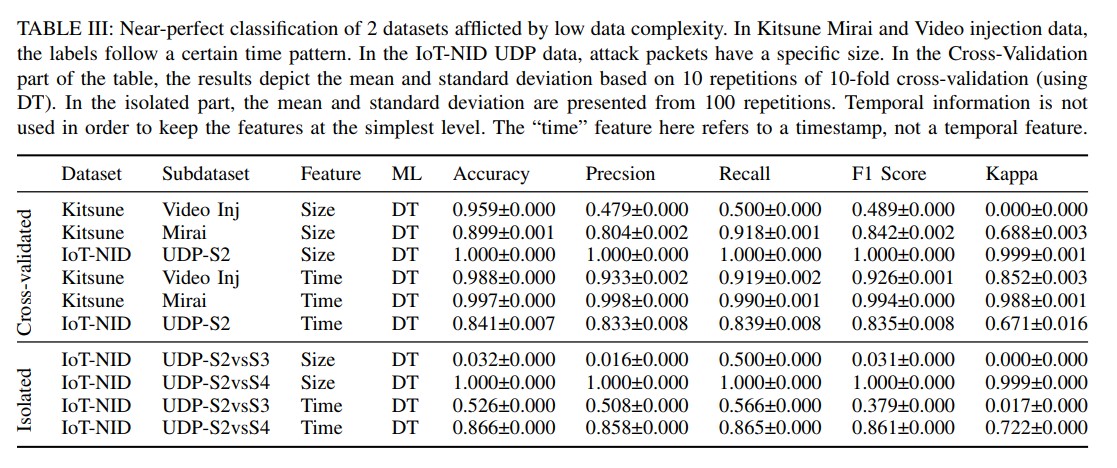 TABLE III: Near-perfect classification of 2 datasets afflicted by low data complexity. In Kitsune Mirai and Video injection data,
the labels follow a certain time pattern. In the IoT-NID UDP data, attack packets have a specific size. In the Cross-Validation
part of the table, the results depict the mean and standard deviation based on 10 repetitions of 10-fold cross-validation (using
DT). In the isolated part, the mean and standard deviation are presented from 100 repetitions. Temporal information is not
used in order to keep the features at the simplest level. The “time” feature here refers to a timestamp, not a temporal feature.
Dataset Subdataset Feature ML Accuracy Precsion Recall F1 Score Kappa
Cross-validated
Kitsune Video Inj Size DT 0.959±0.000 0.479±0.000 0.500±0.000 0.489±0.000 0.000±0.000
Kitsune Mirai Size DT 0.899±0.001 0.804±0.002 0.918±0.001 0.842±0.002 0.688±0.003
IoT-NID UDP-S2 Size DT 1.000±0.000 1.000±0.000 1.000±0.000 1.000±0.000 0.999±0.001
Kitsune Video Inj Time DT 0.988±0.000 0.933±0.002 0.919±0.002 0.926±0.001 0.852±0.003
Kitsune Mirai Time DT 0.997±0.000 0.998±0.000 0.990±0.001 0.994±0.000 0.988±0.001
IoT-NID UDP-S2 Time DT 0.841±0.007 0.833±0.008 0.839±0.008 0.835±0.008 0.671±0.016
Isolated
IoT-NID UDP-S2vsS3 Size DT 0.032±0.000 0.016±0.000 0.500±0.000 0.031±0.000 0.000±0.000
IoT-NID UDP-S2vsS4 Size DT 1.000±0.000 1.000±0.000 1.000±0.000 1.000±0.000 0.999±0.000
IoT-NID UDP-S2vsS3 Time DT 0.526±0.000 0.508±0.000 0.566±0.000 0.379±0.000 0.017±0.000
IoT-NID UDP-S2vsS4 Time DT 0.866±0.000 0.858±0.000 0.865±0.000 0.861±0.000 0.722±0.000